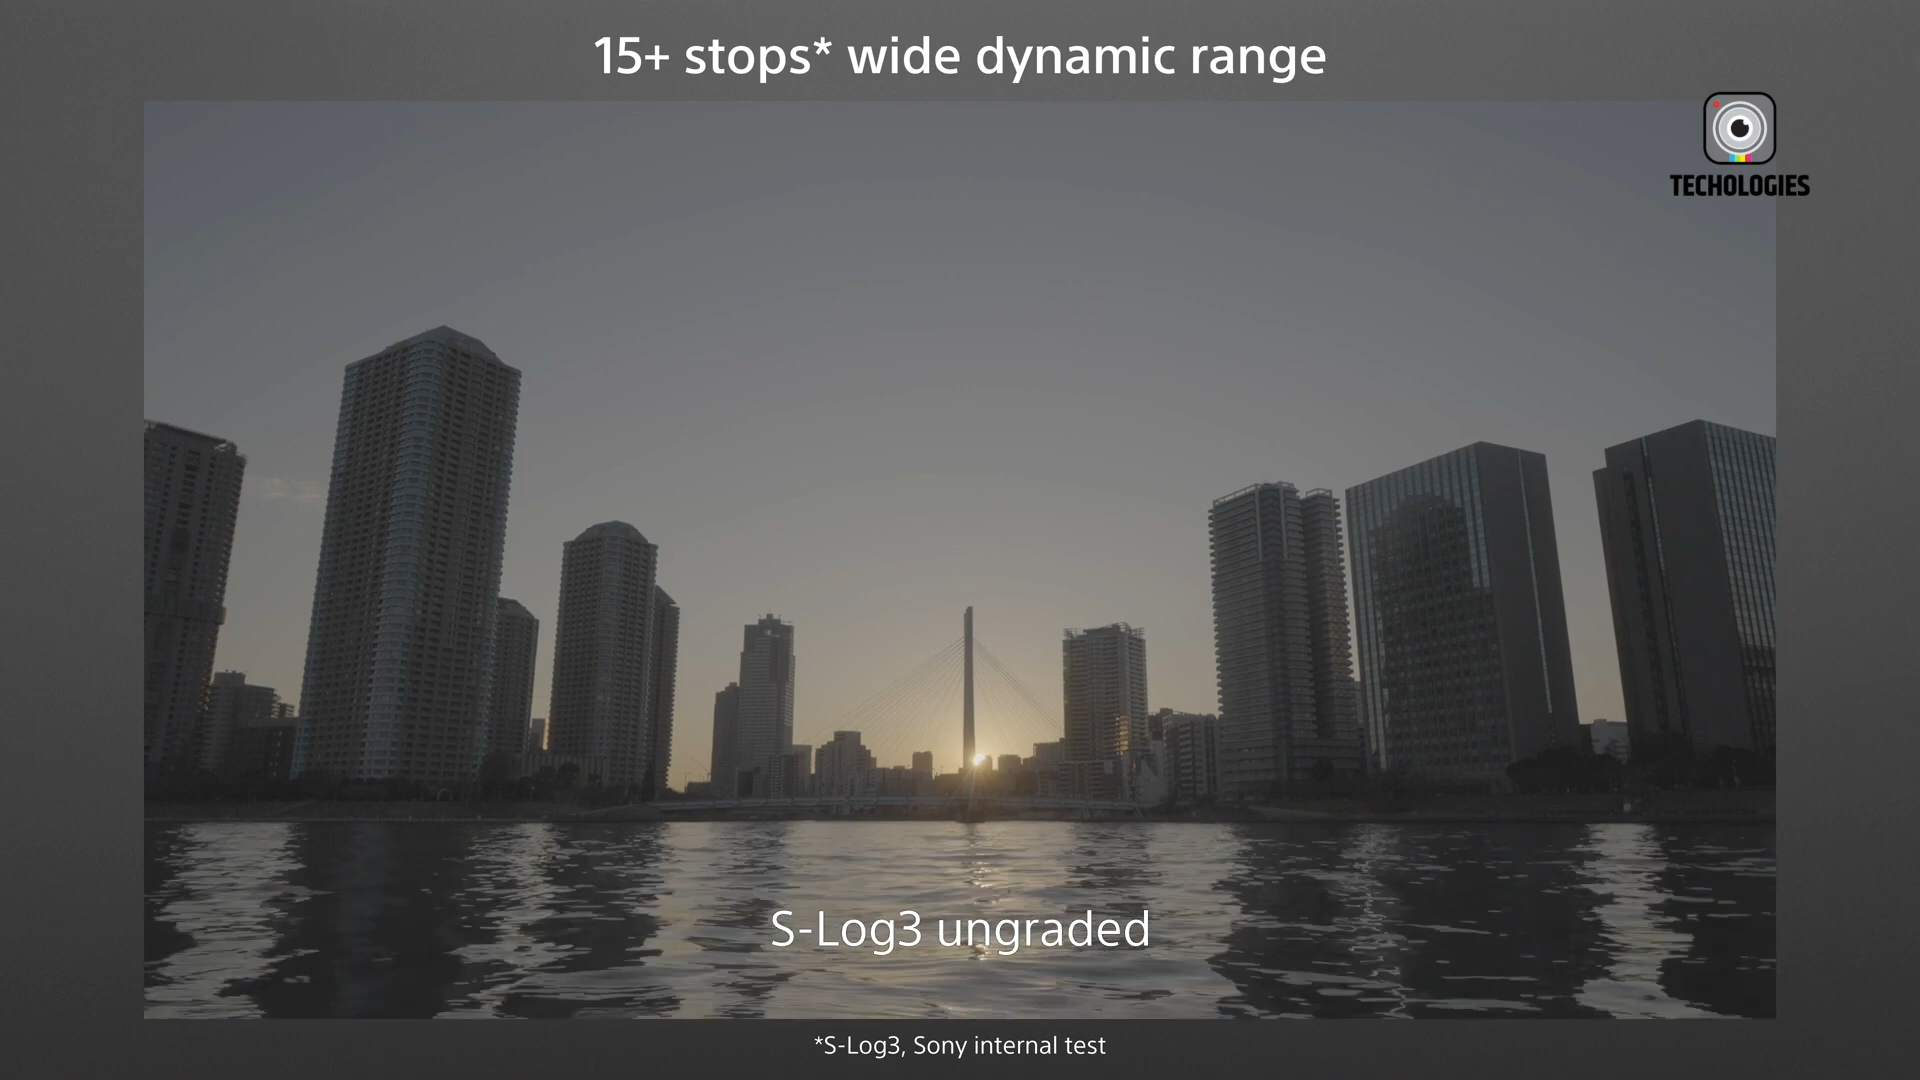 15+ stops* wide dynamic range
TECHOLOGIES
S-Log3 ungraded
*S-Log3, Sony internal test